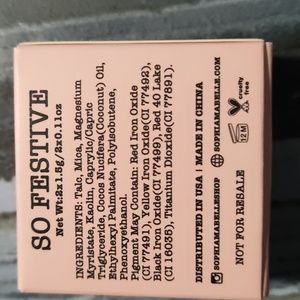 SO FESTIVE
Net Wt:2x1.5g/2x0.11oz
INGREDIENTS: Talc, Mica, Magnesium
Myristate, Kaolin, Caprylic/Capric
Triglyceride, Cocos Nucifera(Coconut) Oil,
Ethylhexyl Palmitate, Polyisobutene,
Phenoxyethanol.
Pigment May Contain: Red Iron Oxide
(CI 77491), Yellow Iron Oxide(CI 77492),
Black Iron Oxide(CI 77499), Red 40 Lake
(CI 16035), Titanium Dioxide(CI 77891).
DISTRIBUTED IN USA | MADE IN CHINA
@SOPHIAMABELLESHOP
@SOPHIAMABELLE.COM
NOT FOR RESALE
12M
cruelty
free